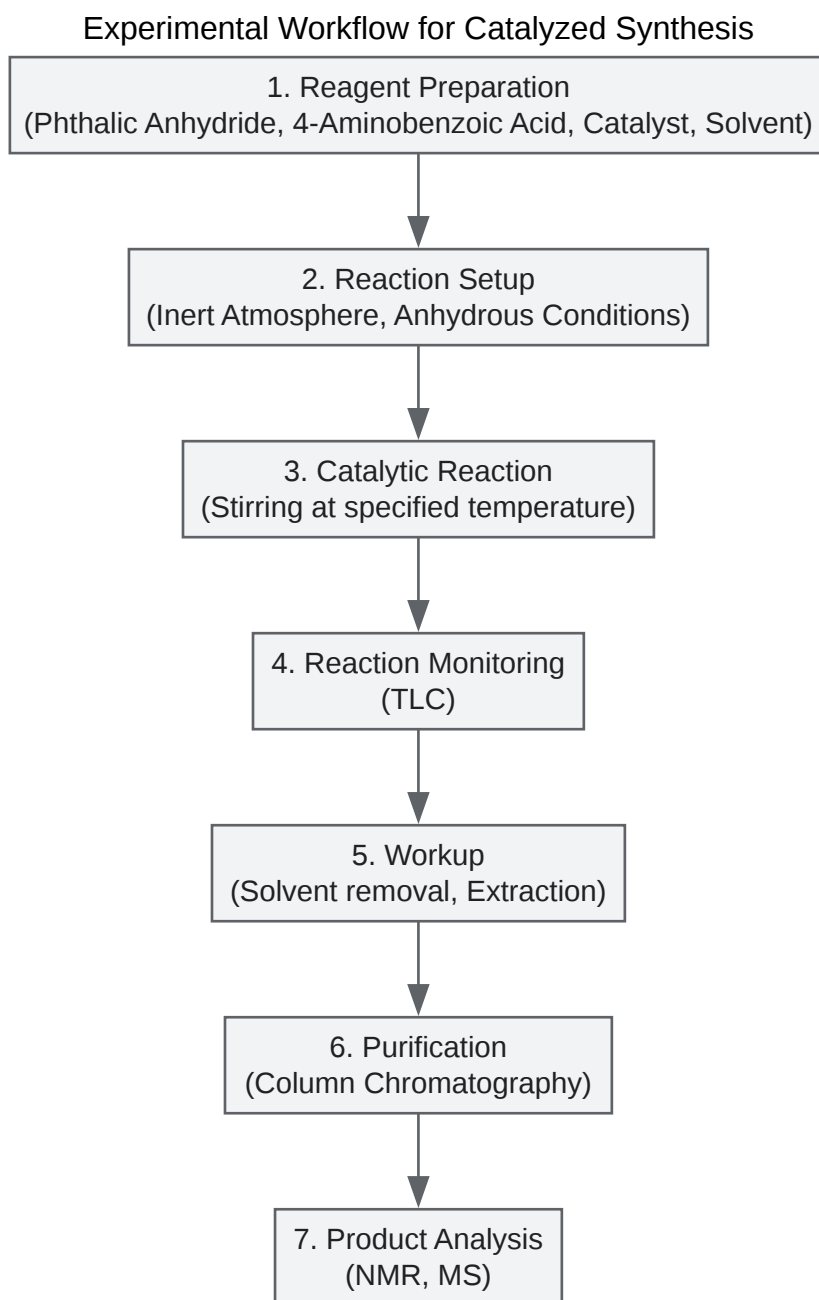 Experimental Workflow for Catalyzed Synthesis
1. Reagent Preparation
(Phthalic Anhydride, 4-Aminobenzoic Acid, Catalyst, Solvent)
2. Reaction Setup
(Inert Atmosphere, Anhydrous Conditions)
3. Catalytic Reaction
(Stirring at specified temperature)
4. Reaction Monitoring
(TLC)
5. Workup
(Solvent removal, Extraction)
6. Purification
(Column Chromatography)
7. Product Analysis
(NMR, MS)